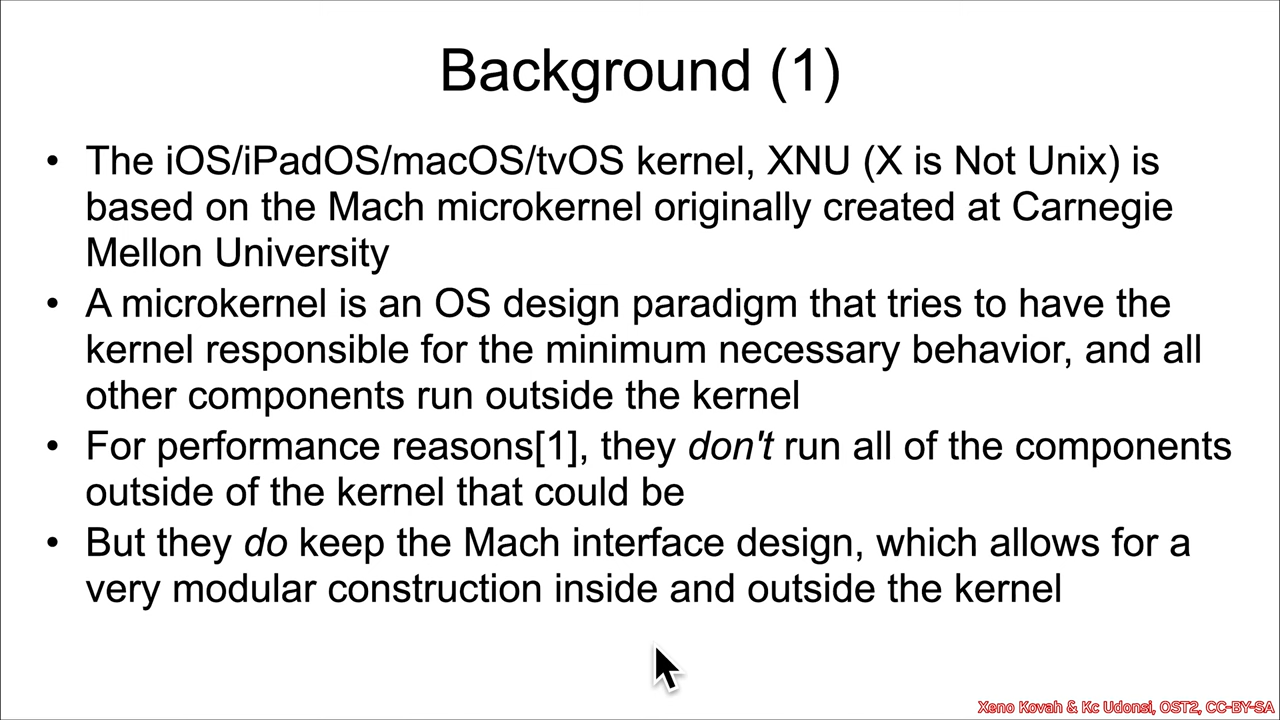 Background (1)
• The iOS/iPadOS/macOS/tvOS kernel, XNU (X is Not Unix) is
based on the Mach microkernel originally created at Carnegie
Mellon University
• A microkernel is an OS design paradigm that tries to have the
kernel responsible for the minimum necessary behavior, and all
other components run outside the kernel
• For performance reasons[1], they don't run all of the components
outside of the kernel that could be
• But they do keep the Mach interface design, which allows for a
very modular construction inside and outside the kernel
Xeno Kovah & Kc Udonsi, OST2, CC-BY-SA